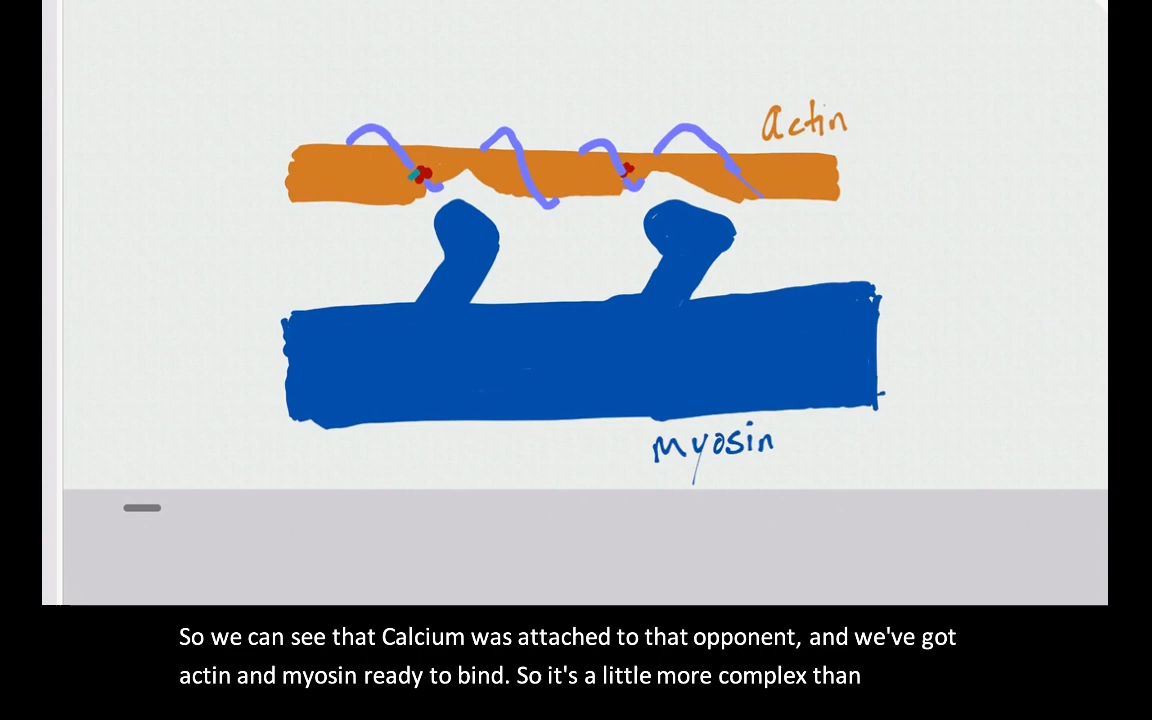 actin
myosin
So we can see that Calcium was attached to that opponent, and we've got
actin and myosin ready to bind. So it's a little more complex than